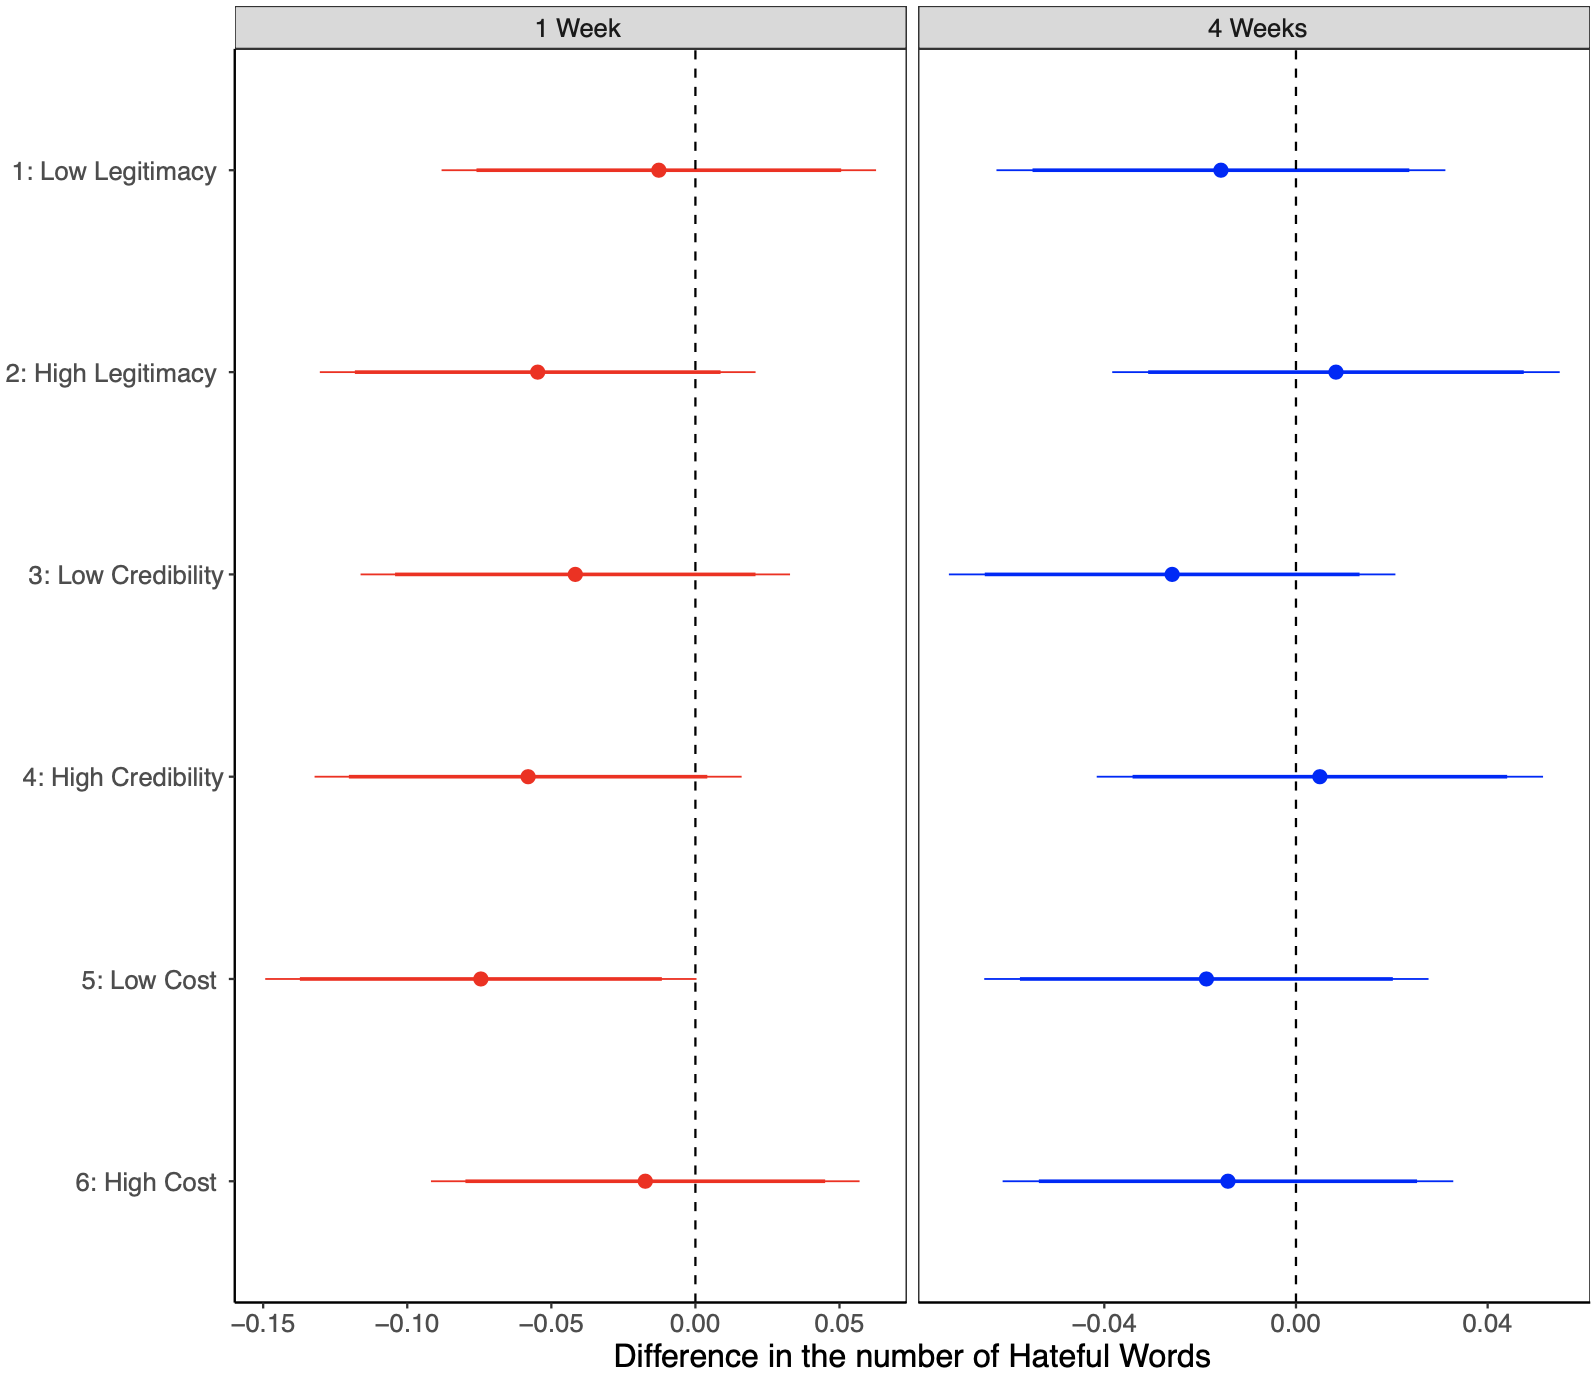 1 Week
4 Weeks
1: Low Legitimacy
2: High Legitimacy
3: Low Credibility
4: High Credibility
5: Low Cost
6: High Cost
−0.15 −0.10 −0.05 0.00 0.05 −0.04 0.00 0.04
Difference in the number of Hateful Words